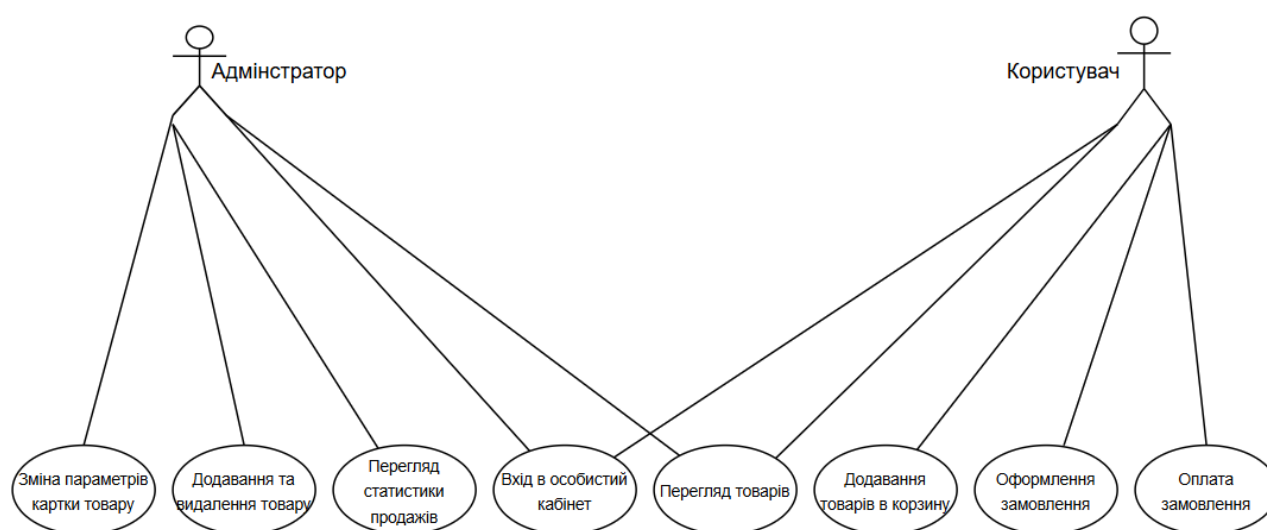 Адмінстратор
Користувач
Зміна параметрів
картки товару
Додавання та
видалення товару
Перегляд
статистики
продажів
Вхід в особистий
кабінет
Перегляд товарів
Додавання
товарів в корзину
Оформлення
замовлення
Оплата
замовлення